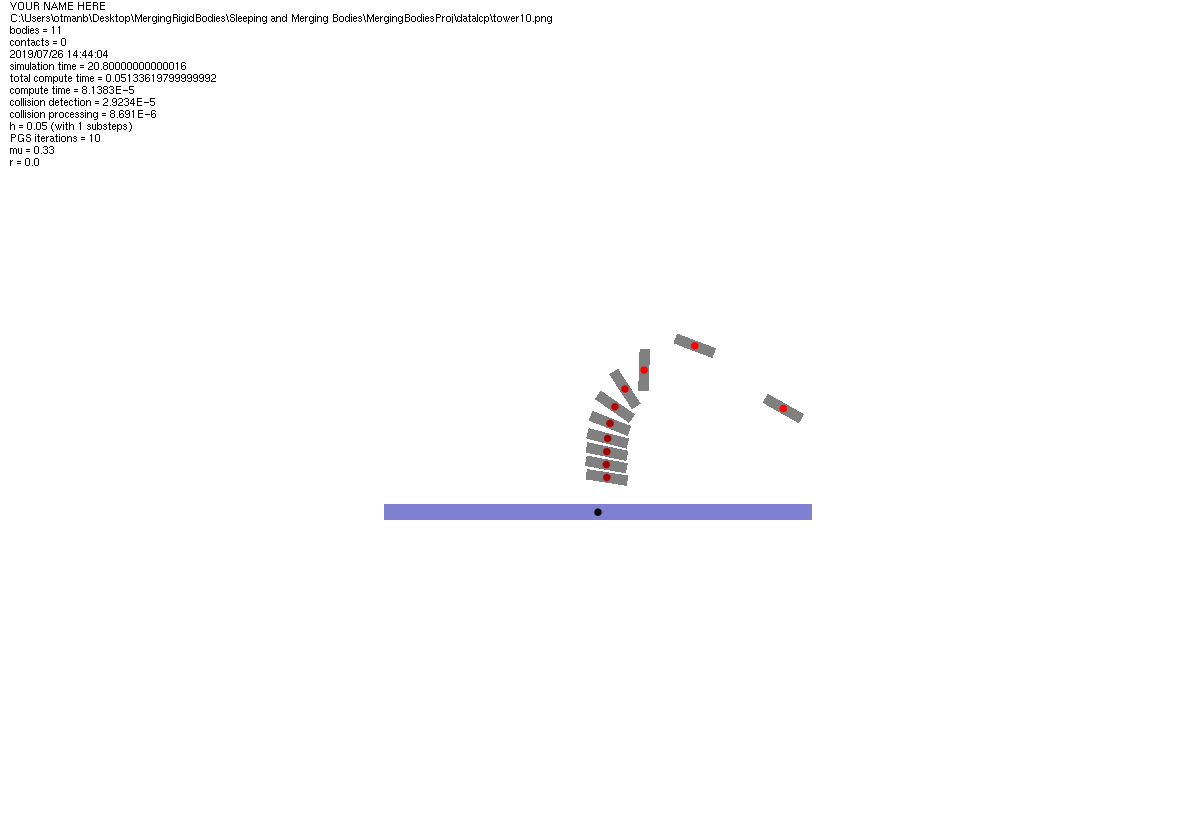 YOUR NAME HERE
C:\Users\otmanb\Desktop\MergingRigidBodies\Sleeping and Merging Bodies\MergingBodiesProj\datalcp\tower10.png
bodies = 11
contacts = 0
2019/07/26 14:44:04
simulation time = 20.80000000000016
total compute time = 0.05133619799999992
compute time = 8.1383E-5
collision detection = 2.9234E-5
collision processing = 8.691E-6
h = 0.05 (with 1 substeps)
PGS iterations = 10
mu = 0.33
r = 0.0